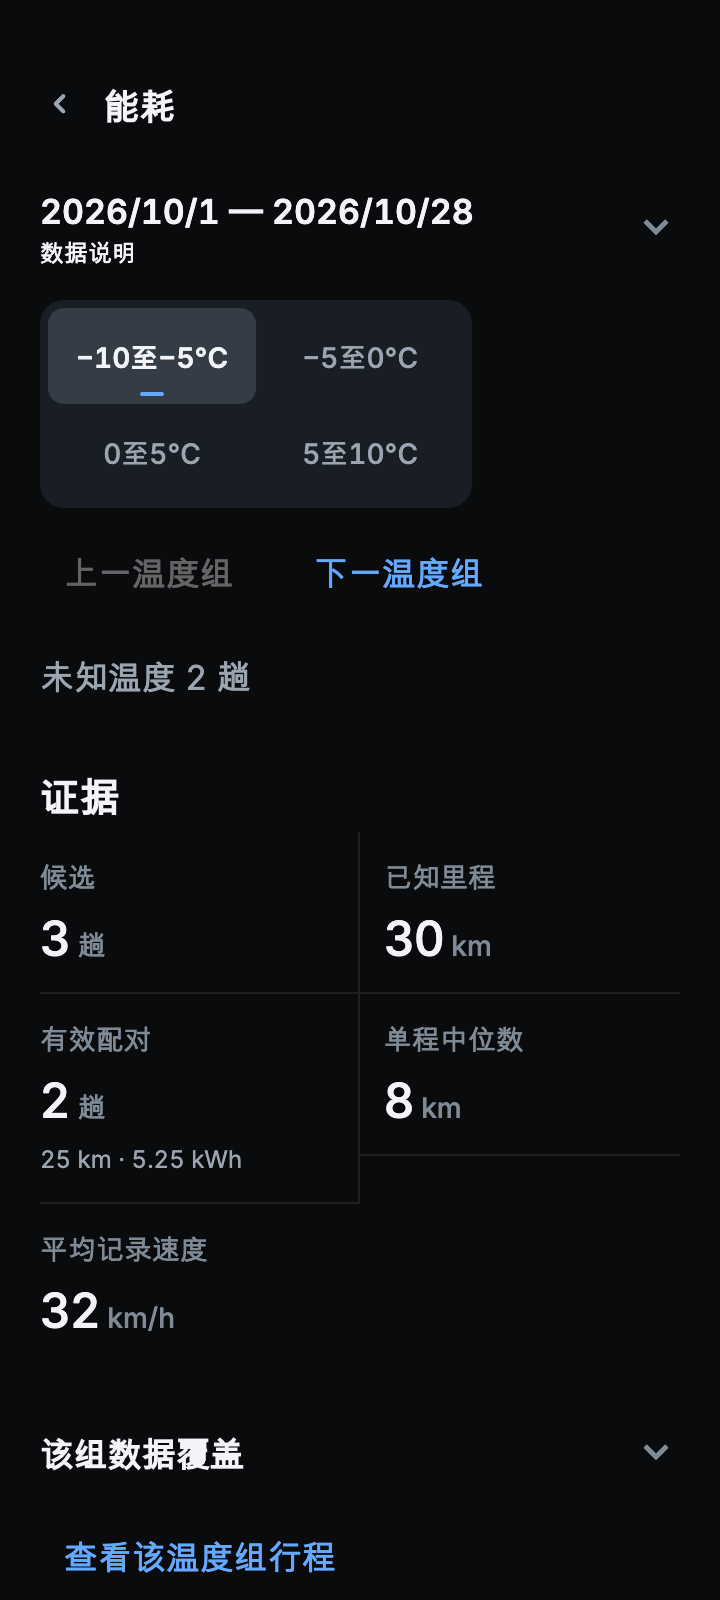 能耗
2026/10/1 — 2026/10/28
数据说明
−10至−5°C
−5至0°C
0至5°C
5至10°C
上一温度组
下一温度组
未知温度 2 趟
证据
候选
3 趟
已知里程
30 km
有效配对
2 趟
25 km · 5.25 kWh
单程中位数
8 km
平均记录速度
32 km/h
该组数据覆盖
查看该温度组行程